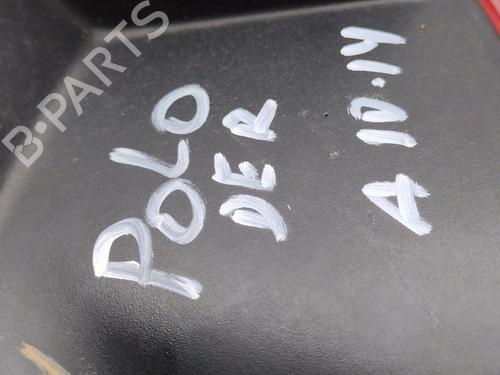 POLO
DER
A 10-14
B-PARTS